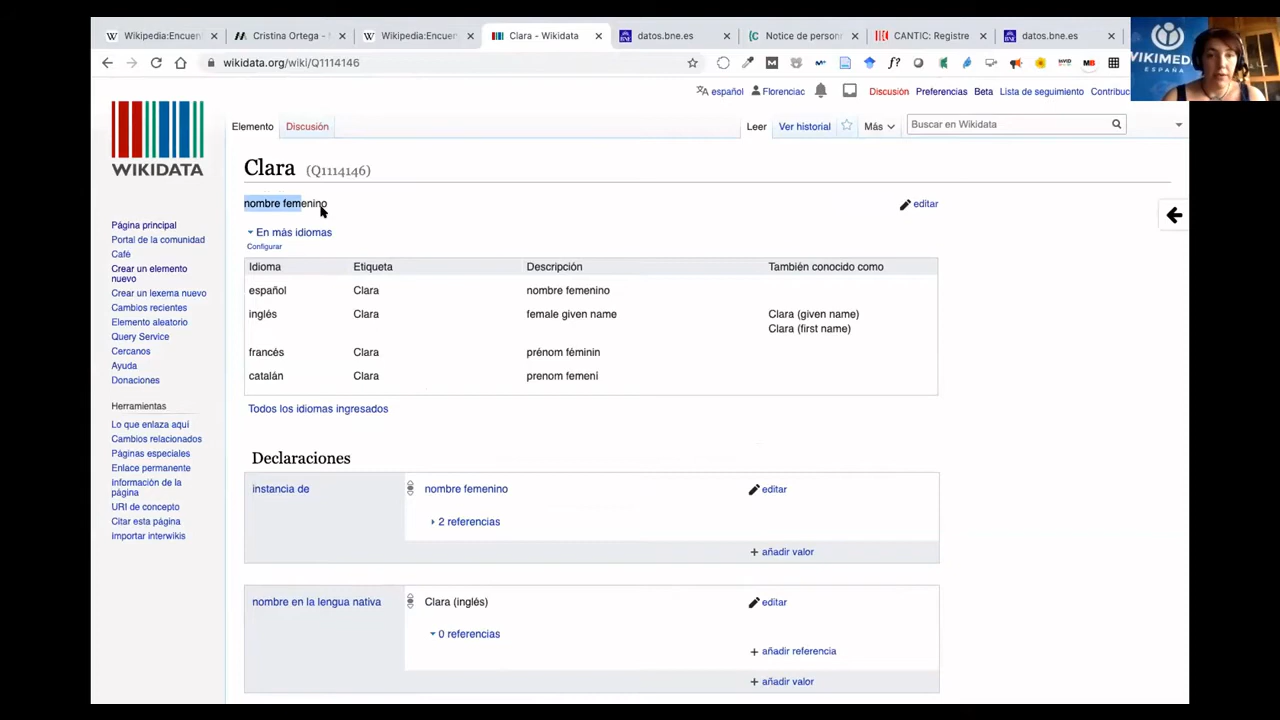 Wikipedia:Encuen
Cristina Ortega -
Wikipedia:Encuen
Clara - Wikidata
datos.bne.es
Notice de personn
CANTIC: Registre
datos.bne.es
wikidata.org/wiki/Q1114146
WIKIMEDIA
ESPAÑA
español
Florenciac
Discusión
Preferencias
Beta
Lista de seguimiento
Contribuc
WIKIDATA
Elemento
Discusión
Leer
Ver historial
Más
Buscar en Wikidata
Clara (Q1114146)
nombre femenino
editar
En más idiomas
Configurar
Idioma Etiqueta Descripción También conocido como
español Clara nombre femenino
inglés Clara female given name Clara (given name)
Clara (first name)
francés Clara prénom féminin
catalán Clara prenom femení
Todos los idiomas ingresados
Declaraciones
instancia de
nombre femenino
editar
2 referencias
+ añadir valor
nombre en la lengua nativa
Clara (inglés)
editar
0 referencias
+ añadir referencia
+ añadir valor
Página principal
Portal de la comunidad
Café
Crear un elemento
nuevo
Crear un lexema nuevo
Cambios recientes
Elemento aleatorio
Query Service
Cercanos
Ayuda
Donaciones
Herramientas
Lo que enlaza aquí
Cambios relacionados
Páginas especiales
Enlace permanente
Información de la
página
URI de concepto
Citar esta página
Importar interwikis